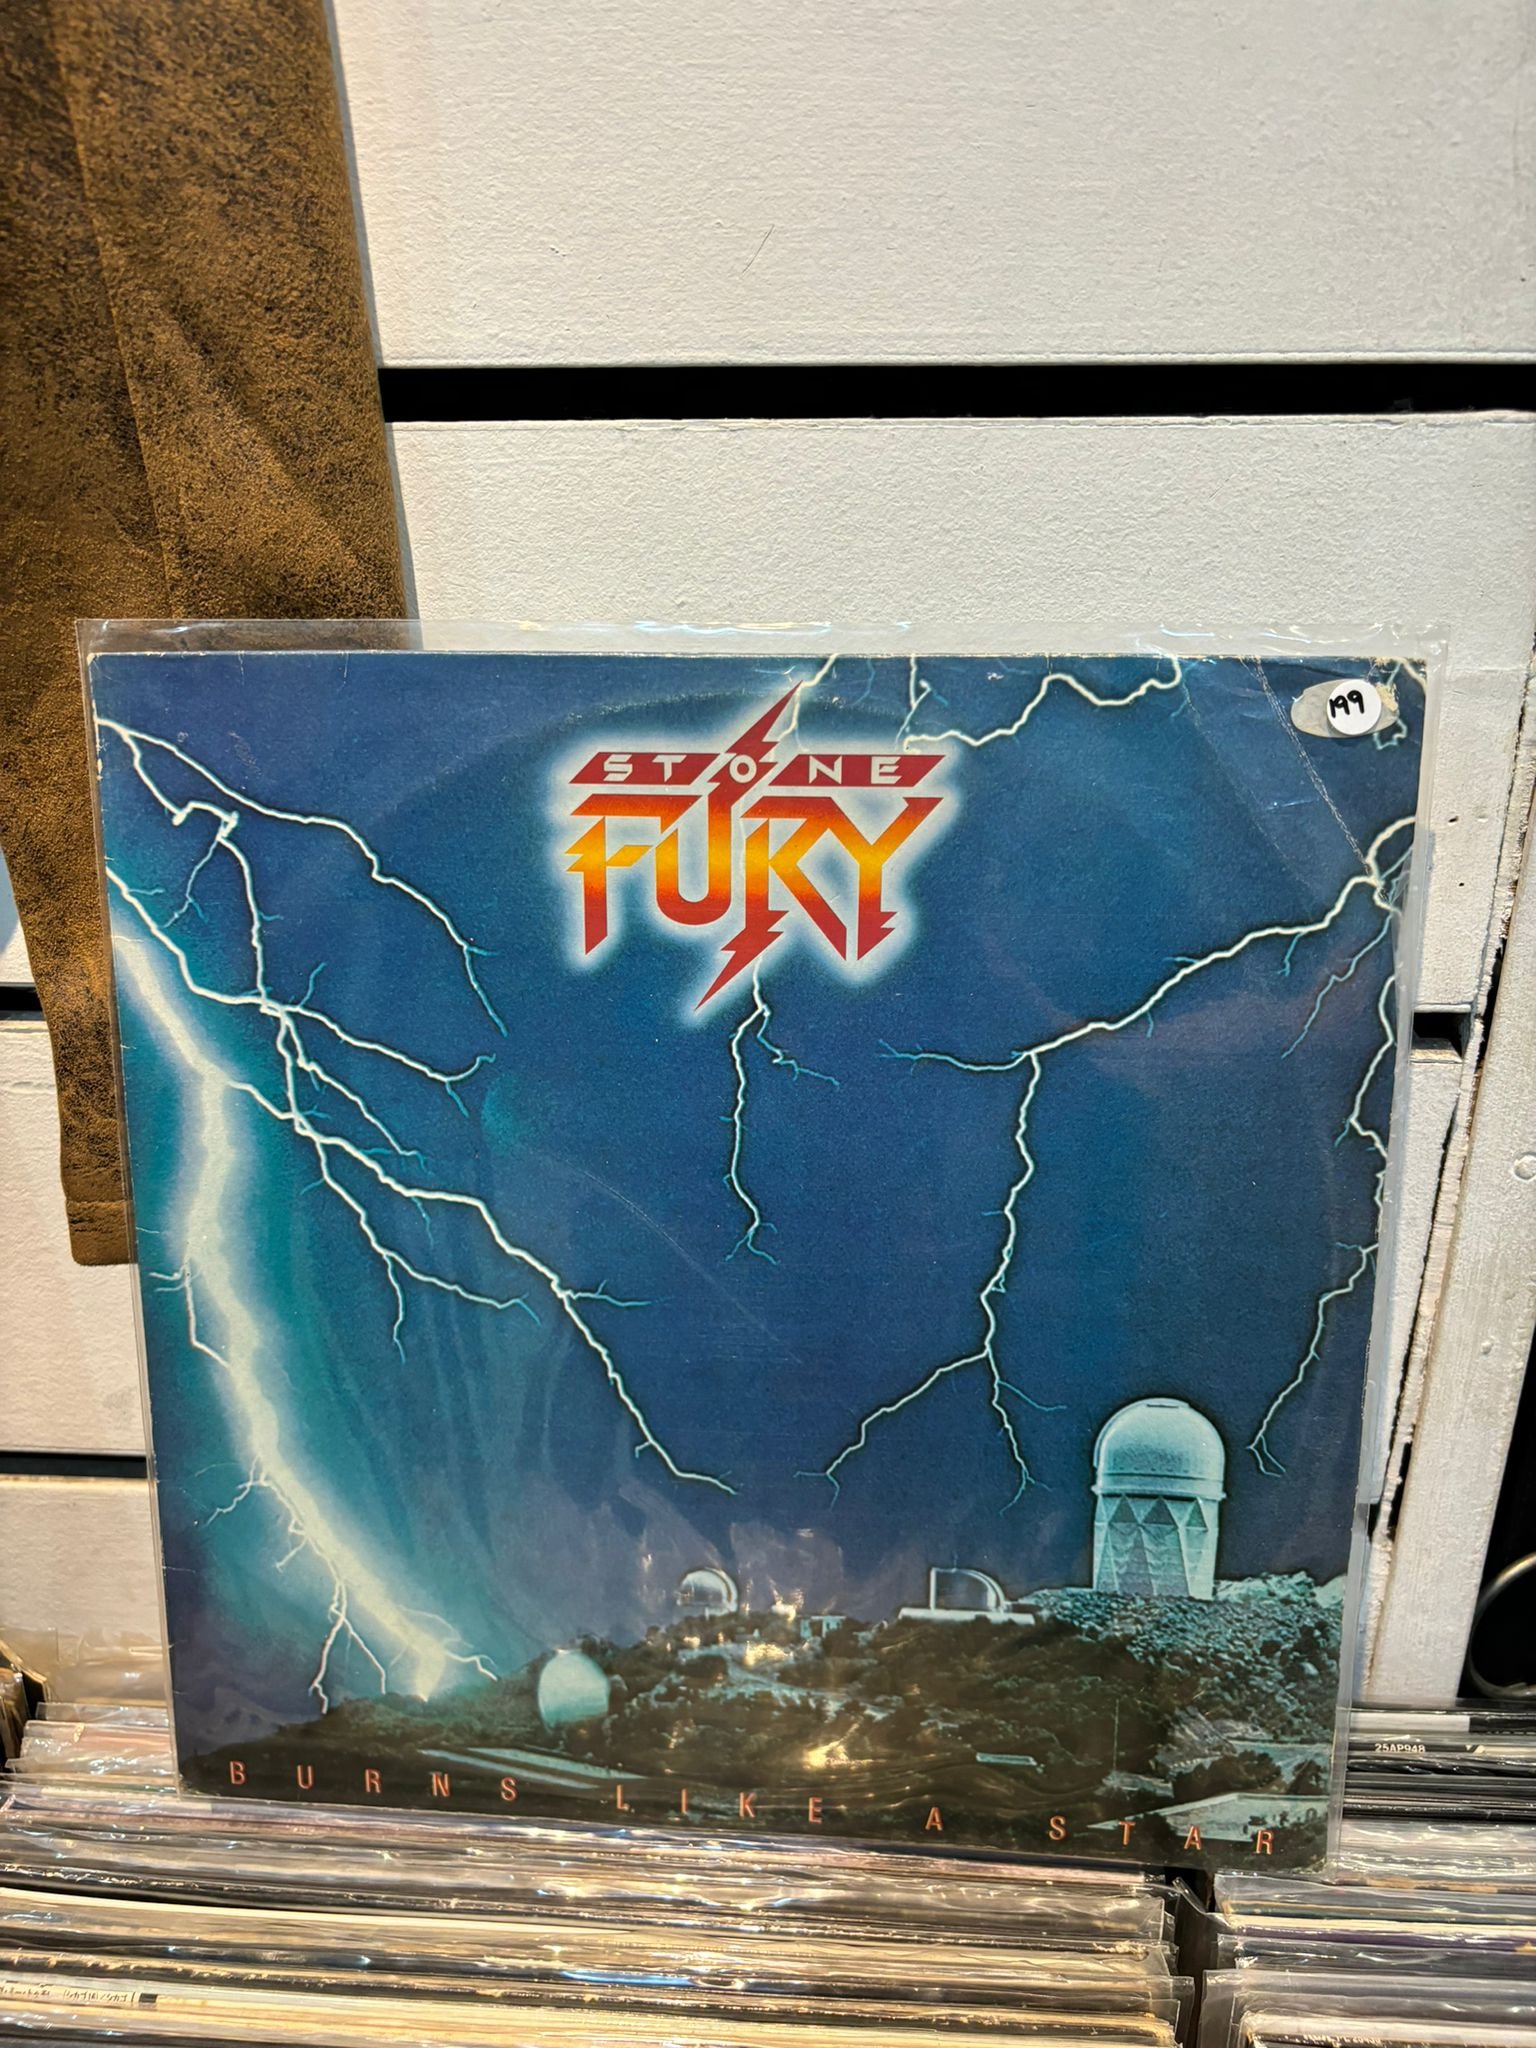 199
STONE
FURY
BURNS LIKE A STAR
25AP948